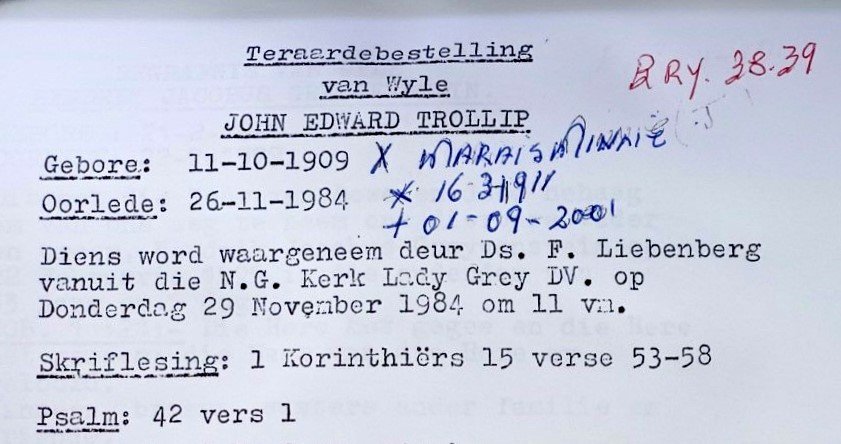 Teraardebestelling
van Wyle
JOHN EDWARD TROLLIP
RRY. 38.39
Gebore: 11-10-1909 X MARAIS MINNIE
Oorlede: 26-11-1984 * 16 3 1911
+ 01-09-2001
Diens word waargeneem deur Ds. F. Liebenberg
vanuit die N.G. Kerk Lady Grey DV. op
Donderdag 29 November 1984 om 11 vm.
Skriflesing: 1 Korinthiërs 15 verse 53-58
Psalm: 42 vers 1